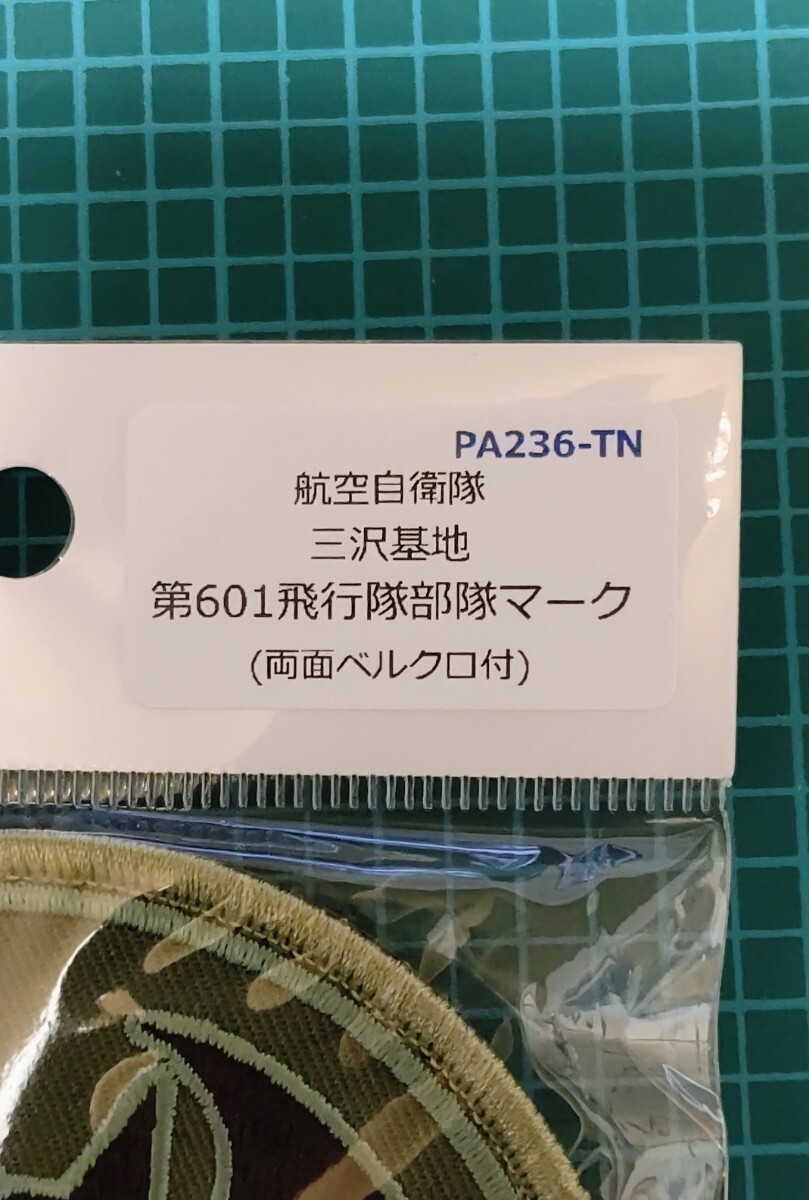 PA236-TN
航空自衛隊
三沢基地
第601飛行隊部隊マーク
(両面ベルクロ付)